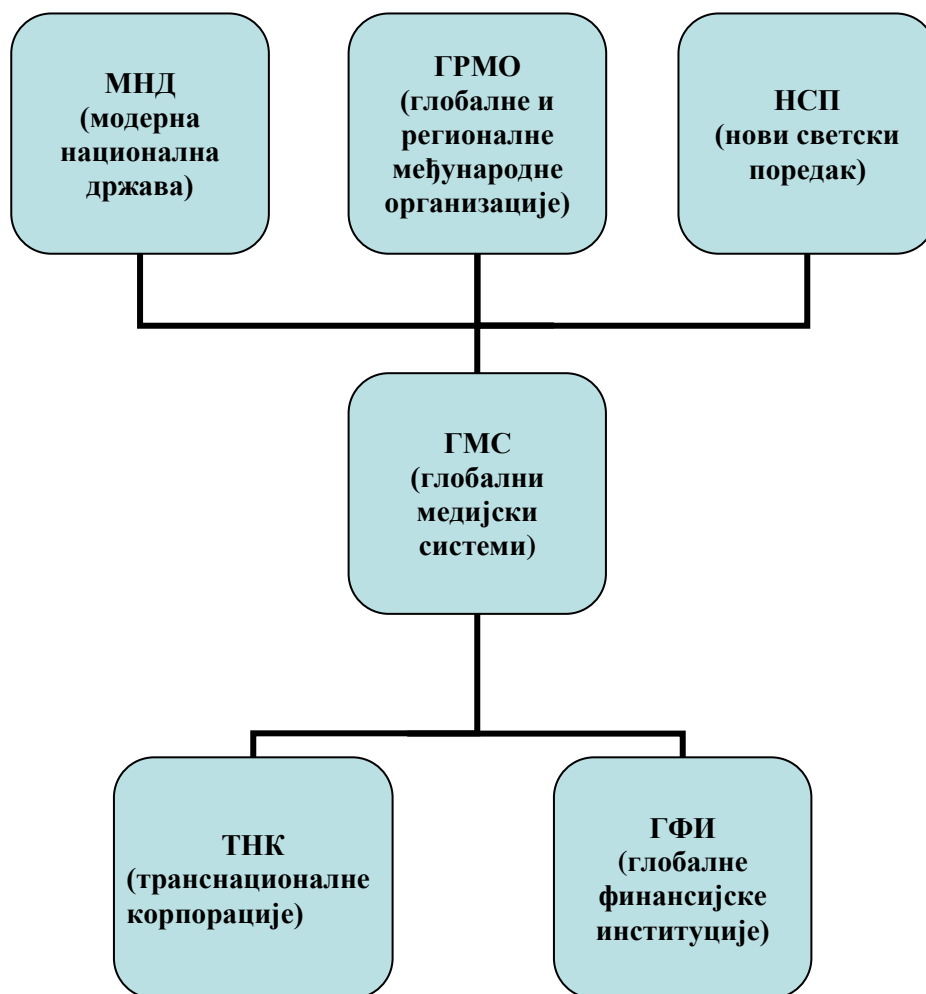 МНД
(модерна
национална
држава)
ГРМО
(глобалне и
регионалне
међународне
организације)
НСП
(нови светски
поредак)
ГМС
(глобални
медијски
системи)
ТНК
(транснационалне
корпорације)
ГФИ
(глобалне
финансијске
институције)